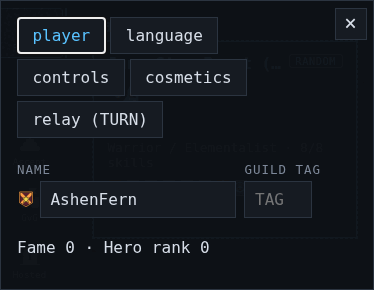 player language
×
controls cosmetics
relay (TURN)
NAME GUILD TAG
AshenFern TAG
Fame 0 · Hero rank 0